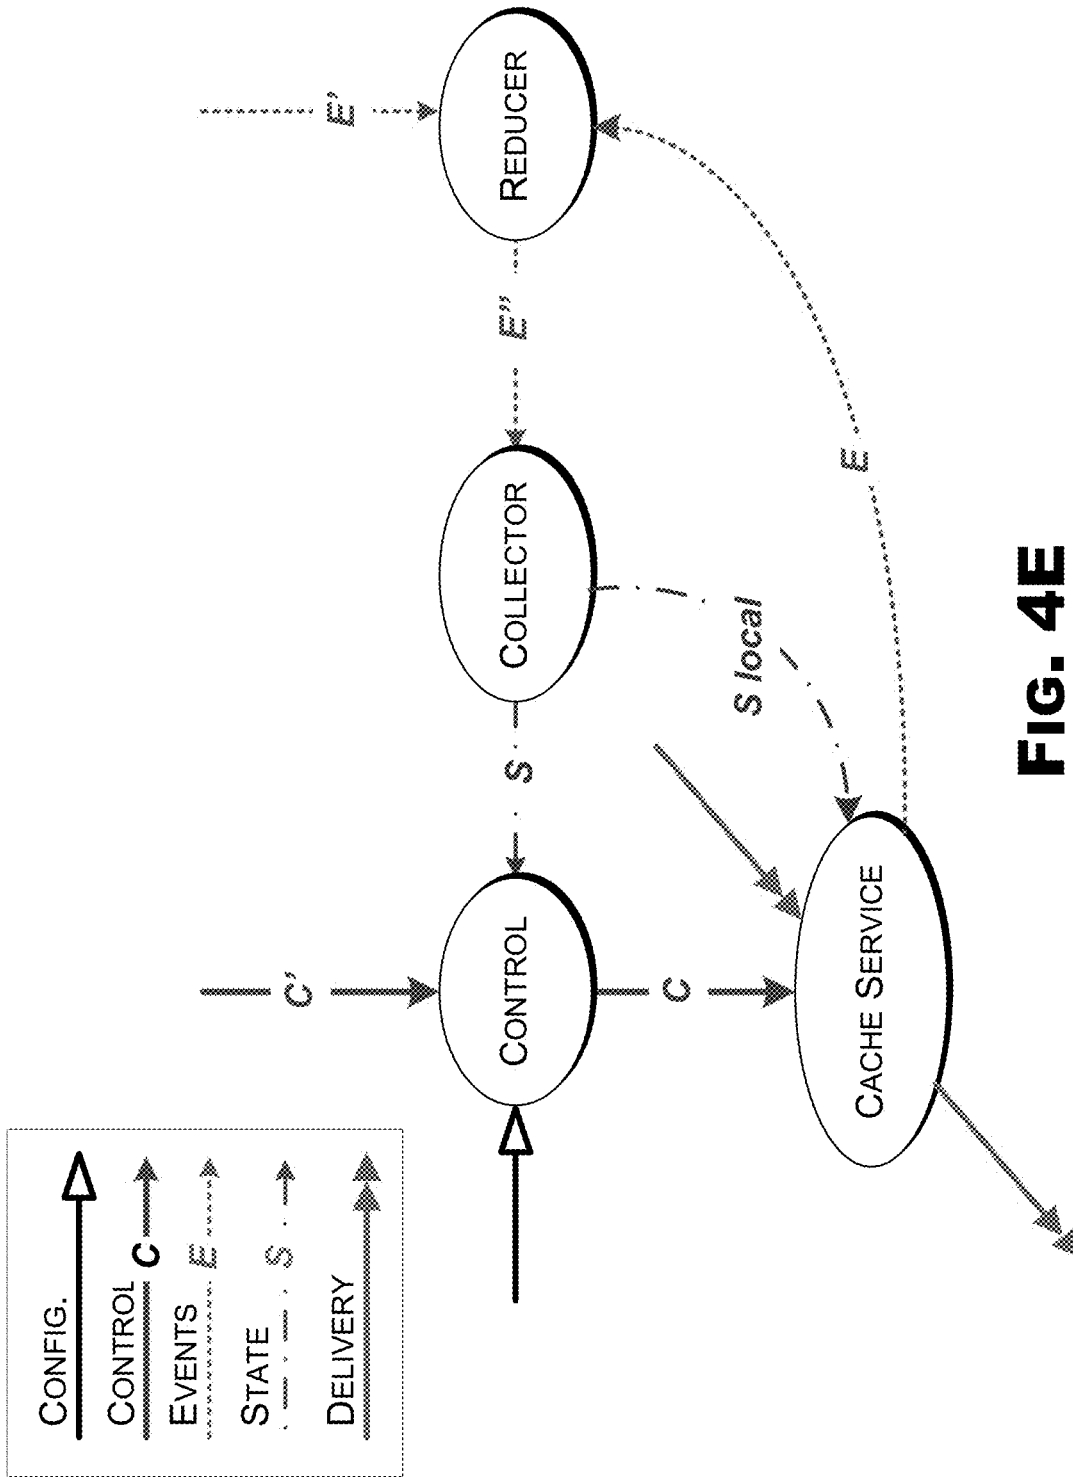 CONFIG.
CONTROL
C
EVENTS
E
STATE
S
DELIVERY
C'
E'
CONTROL
S
COLLECTOR
E''
REDUCER
C
S local
CACHE SERVICE
E
FIG. 4E